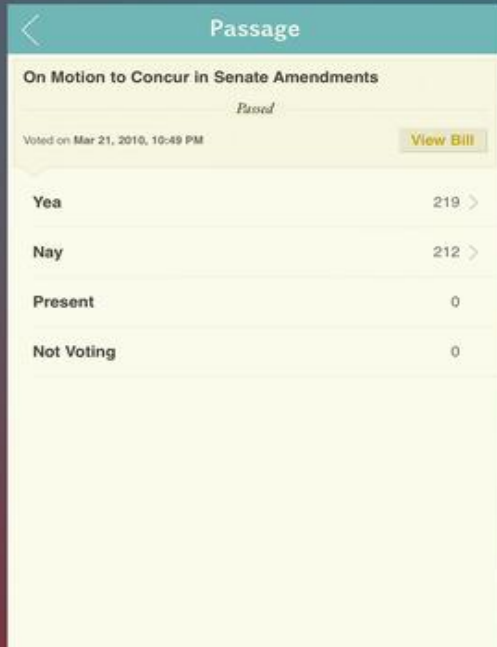 Passage
On Motion to Concur in Senate Amendments
Passed
Voted on Mar 21, 2010, 10:49 PM
View Bill
Yea 219
Nay 212
Present 0
Not Voting 0